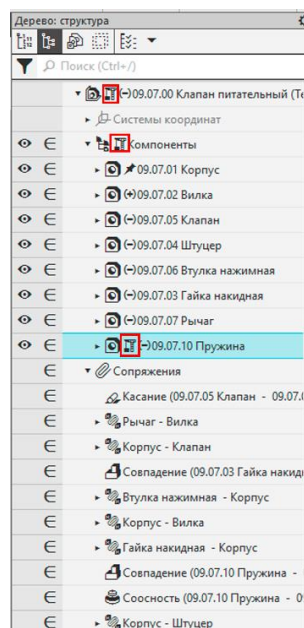 Дерево: структура
Поиск (Ctrl+/)
(-)09.07.00 Клапан питательный (Те
Системы координат
Компоненты
09.07.01 Корпус
(+)09.07.02 Вилка
(-)09.07.05 Клапан
(-)09.07.04 Штуцер
(-)09.07.06 Втулка нажимная
(-)09.07.03 Гайка накидная
(-)09.07.07 Рычаг
(-)09.07.10 Пружина
Сопряжения
Касание (09.07.05 Клапан - 09.07.0
Рычаг - Вилка
Корпус - Клапан
Совпадение (09.07.03 Гайка накид
Втулка нажимная - Корпус
Корпус - Вилка
Гайка накидная - Корпус
Совпадение (09.07.10 Пружина -
Соосность (09.07.10 Пружина - 0
Корпус - Штуцер